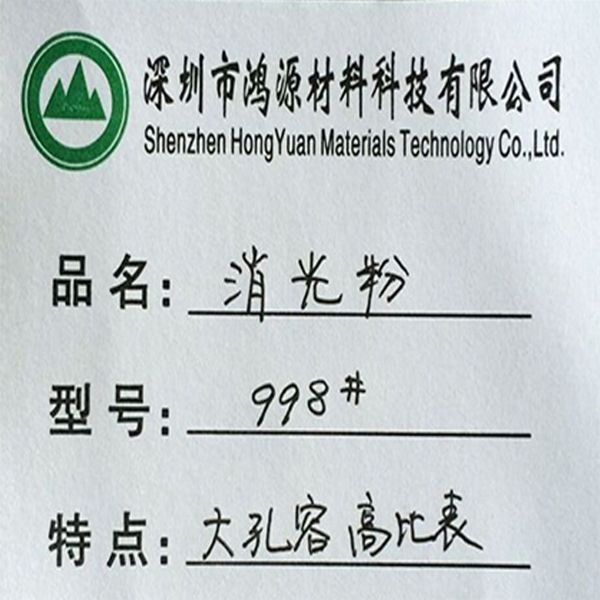 深圳市鸿源材料科技有限公司
Shenzhen HongYuan Materials Technology Co.,Ltd.
品名: 消光粉
型号: 998#
特点: 大孔容高比表